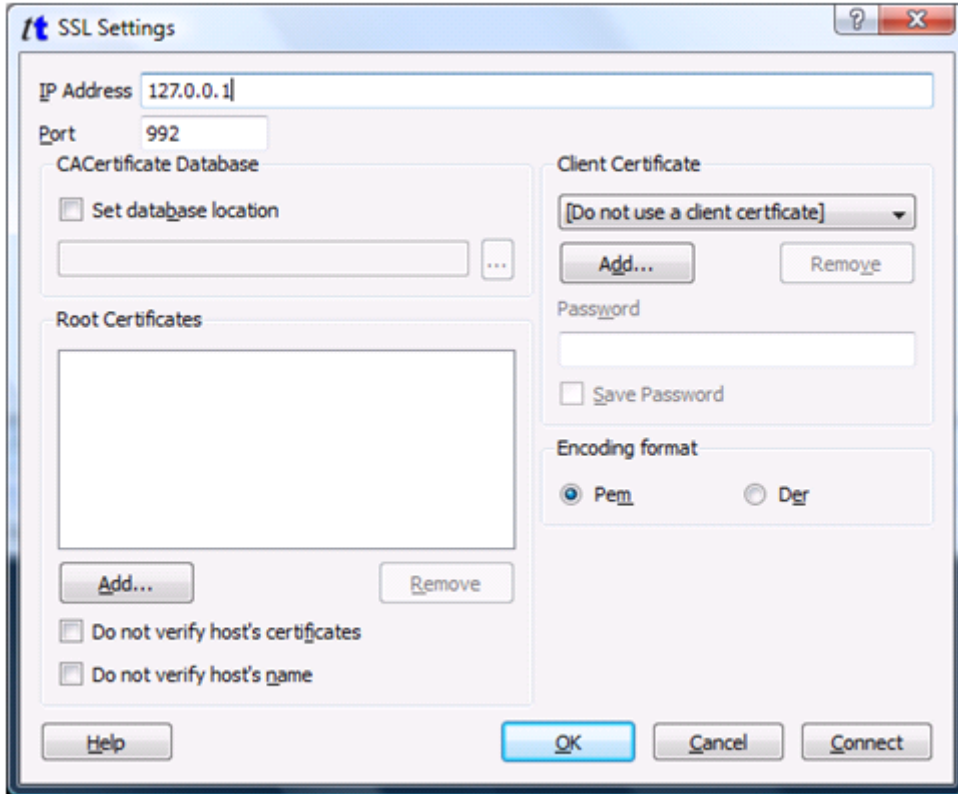 tt SSL Settings
IP Address 127.0.0.1
Port 992
CACertificate Database
Set database location
...
Root Certificates
Add...
Remove
Do not verify host's certificates
Do not verify host's name
Client Certificate
[Do not use a client certficate]
Add...
Remove
Password
Save Password
Encoding format
Pem
Der
Help
OK
Cancel
Connect